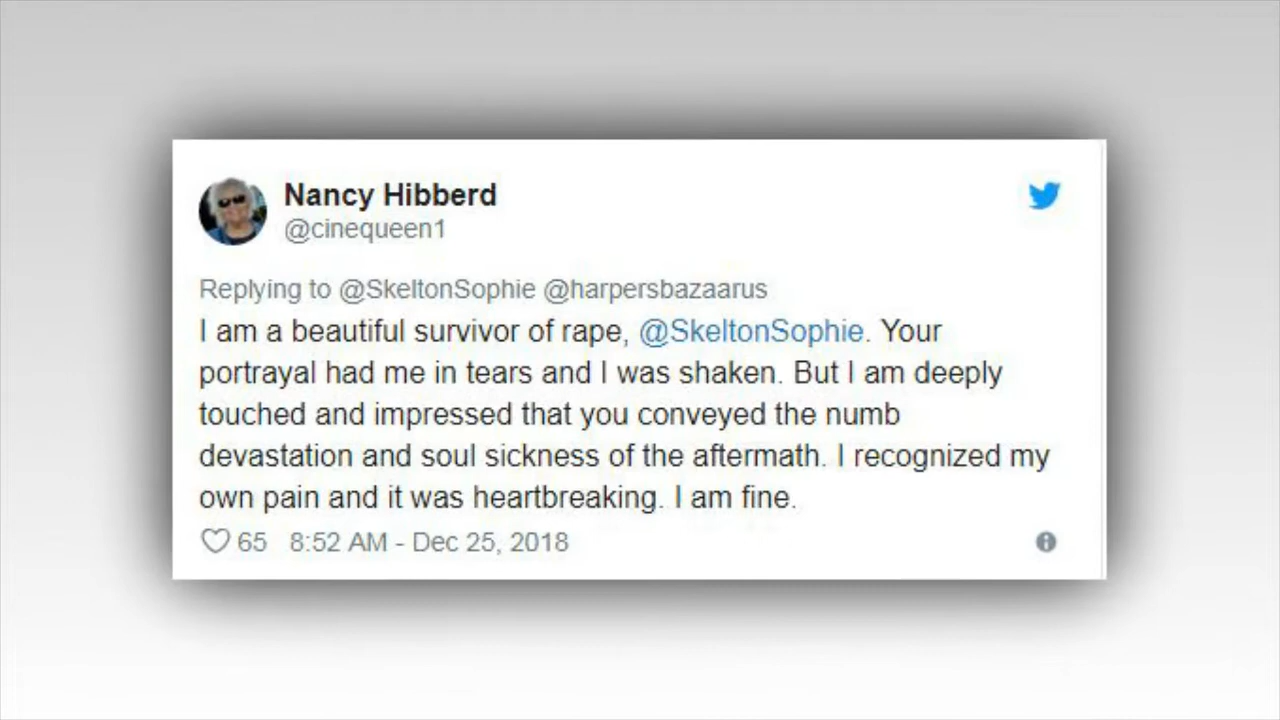 Nancy Hibberd
@cinequeen1
Replying to @SkeltonSophie @harpersbazaarus
I am a beautiful survivor of rape, @SkeltonSophie. Your
portrayal had me in tears and I was shaken. But I am deeply
touched and impressed that you conveyed the numb
devastation and soul sickness of the aftermath. I recognized my
own pain and it was heartbreaking. I am fine.
65 8:52 AM - Dec 25, 2018